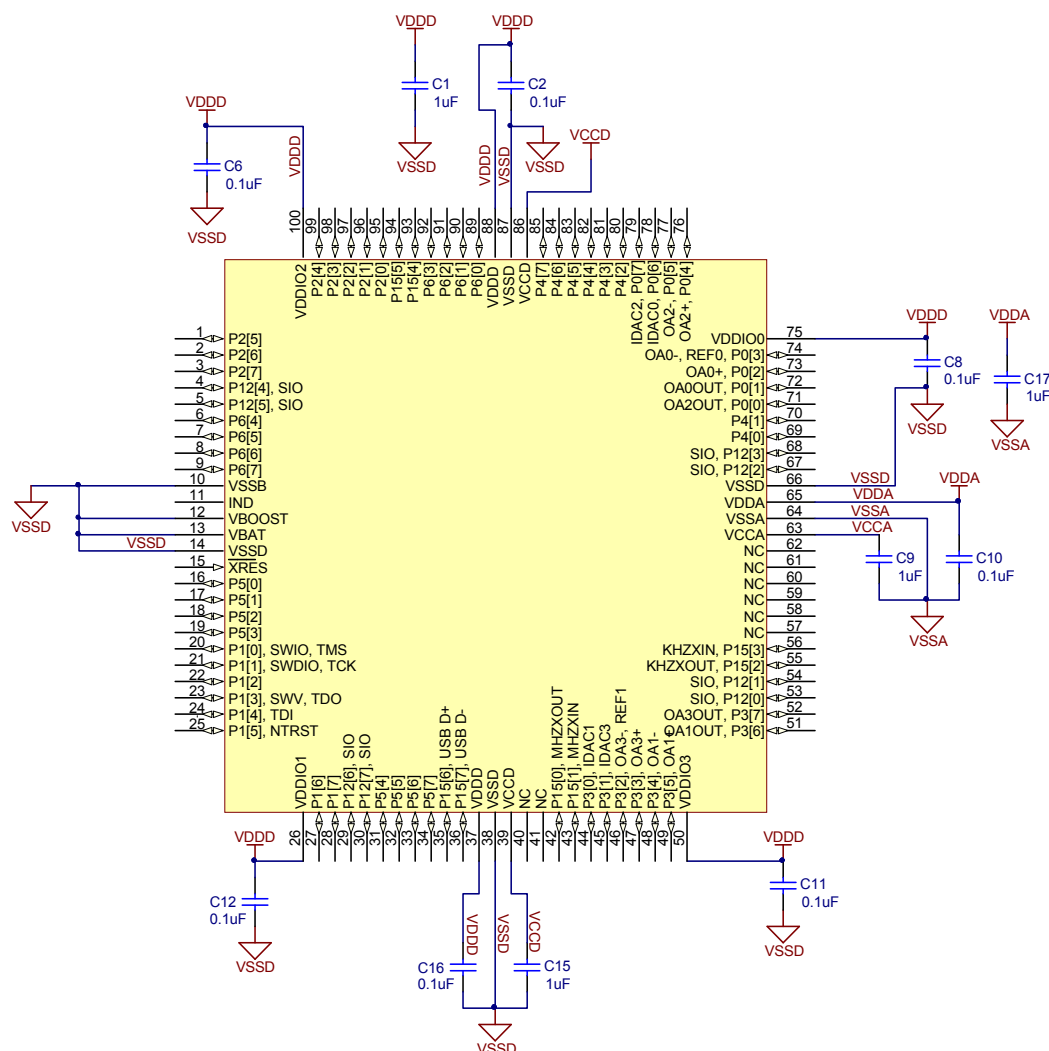 VDDD
C1
1uF
VSSD
VDDD
C2
0.1uF
VSSD
VDDD
C6
0.1uF
VSSD
VCCD
VDDD
VDDD
VSSD
100
99
98
97
96
95
94
93
92
91
90
89
88
87
86
85
84
83
82
81
80
79
78
77
76
VDDIO2
P2[4]
P2[3]
P2[2]
P2[1]
P2[0]
P15[5]
P15[4]
P6[3]
P6[2]
P6[1]
P6[0]
VDDD
VSSD
VCCD
P4[7]
P4[6]
P4[5]
P4[4]
P4[3]
P4[2]
IDAC2, P0[7]
IDAC0, P0[6]
OA2-, P0[5]
OA2+, P0[4]
1 P2[5]
2 P2[6]
3 P2[7]
4 P12[4], SIO
5 P12[5], SIO
6 P6[4]
7 P6[5]
8 P6[6]
9 P6[7]
10 VSSB
11 IND
12 VBOOST
13 VBAT
VSSD 14 VSSD
15 XRES
16 P5[0]
17 P5[1]
18 P5[2]
19 P5[3]
20 P1[0], SWIO, TMS
21 P1[1], SWDIO, TCK
22 P1[2]
23 P1[3], SWV, TDO
24 P1[4], TDI
25 P1[5], NTRST
VSSD
VDDIO0 75
OA0-, REF0, P0[3] 74
OA0+, P0[2] 73
OA0OUT, P0[1] 72
OA2OUT, P0[0] 71
P4[1] 70
P4[0] 69
SIO, P12[3] 68
SIO, P12[2] 67
VSSD 66 VSSD
VDDA 65 VDDA
VSSA 64 VSSA
VCCA 63 VCCA
NC 62
NC 61
NC 60
NC 59
NC 58
NC 57
KHZXIN, P15[3] 56
KHZXOUT, P15[2] 55
SIO, P12[1] 54
SIO, P12[0] 53
OA3OUT, P3[7] 52
OA1OUT, P3[6] 51
VDDD
C8
0.1uF
VSSD
VDDA
C17
1uF
VSSA
VDDA
C9
1uF
C10
0.1uF
VSSA
VDDIO1
P1[6]
P1[7]
P12[6], SIO
P12[7], SIO
P5[4]
P5[5]
P5[6]
P5[7]
P15[6], USB D+
P15[7], USB D-
VDD
VSSD
VCCD
NC
NC
P15[0], MHZXOUT
P15[1], MHZXIN
P3[0], IDAC1
P3[1], IDAC3
P3[2], OA3-, REF1
P3[3], OA3+
P3[4], OA1-
P3[5], OA1+
VDDIO3
26
27
28
29
30
31
32
33
34
35
36
37
38
39
40
41
42
43
44
45
46
47
48
49
50
VDDD
C12
0.1uF
VSSD
VDDD
VSSD
VCCD
C16
0.1uF
C15
1uF
VSSD
VDDD
C11
0.1uF
VSSD